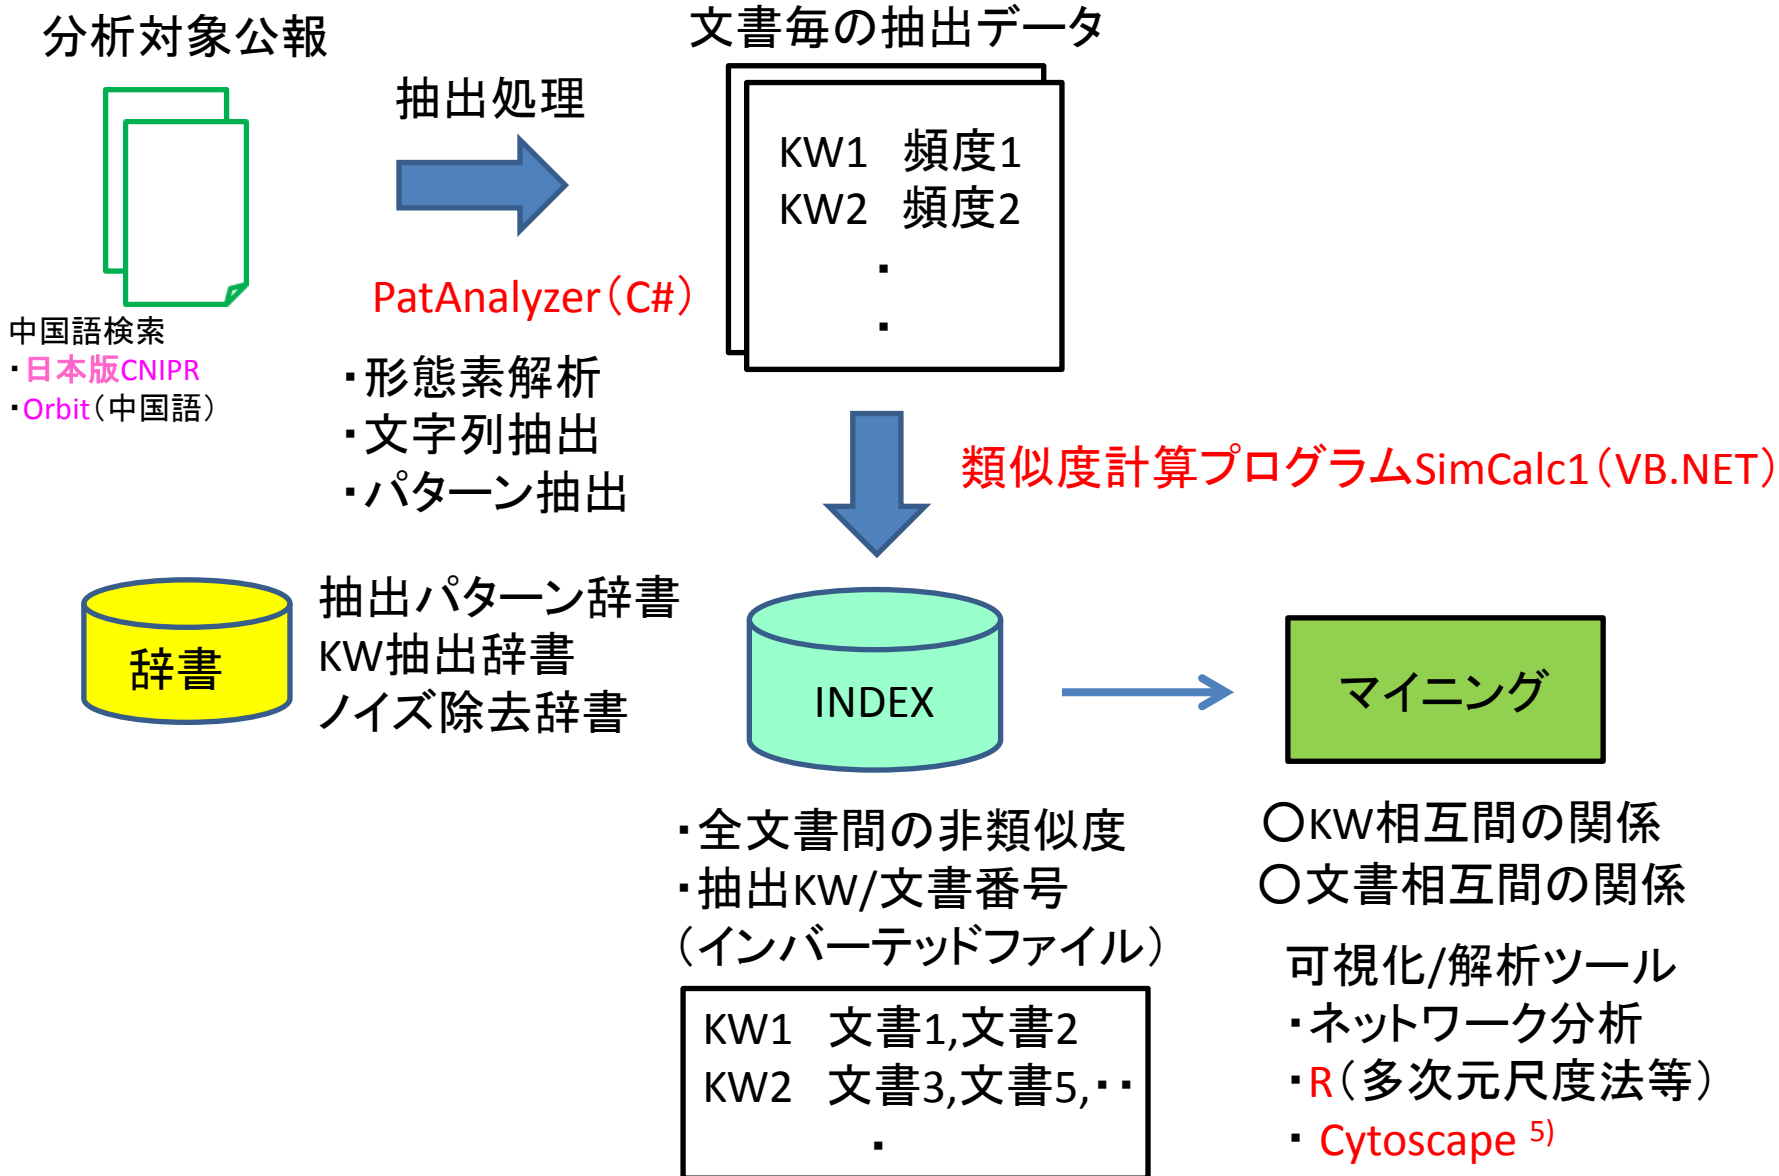 分析対象公報
文書毎の抽出データ
抽出処理
KW1 頻度1
KW2 頻度2
・
・
PatAnalyzer（C#）
中国語検索
・日本版CNIPR
・Orbit（中国語）
・形態素解析
・文字列抽出
・パターン抽出
類似度計算プログラムSimCalc1（VB.NET）
辞書
抽出パターン辞書
KW抽出辞書
ノイズ除去辞書
INDEX
マイニング
・全文書間の非類似度
・抽出KW/文書番号
（インバーテッドファイル）
KW1 文書1,文書2
KW2 文書3,文書5,・・
・
〇KW相互間の関係
〇文書相互間の関係
可視化/解析ツール
・ネットワーク分析
・R（多次元尺度法等）
・ Cytoscape 5)